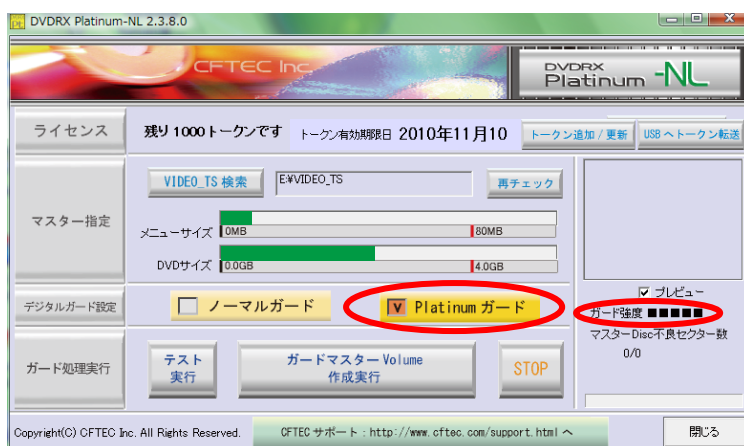 DVDRX Platinum-NL 2.3.8.0
CFTEC Inc.
DVDRX
Platinum -NL
ライセンス
残り 1000 トークンです
トークン有効期限日 2010年11月10
トークン追加 / 更新
USB へトークン転送
マスター指定
VIDEO_TS 検索
E:¥VIDEO_TS
再チェック
メニューサイズ
0MB
80MB
DVDサイズ
0.0GB
4.0GB
デジタルガード設定
ノーマルガード
V Platinum ガード
プレビュー
ガード強度 ■■■■■
マスターDisc不良セクター数
0/0
ガード処理実行
テスト
実行
ガードマスター Volume
作成実行
STOP
Copyright(C) CFTEC Inc. All Rights Reserved.
CFTEC サポート : http://www.cftec.com/support.html へ
閉じる